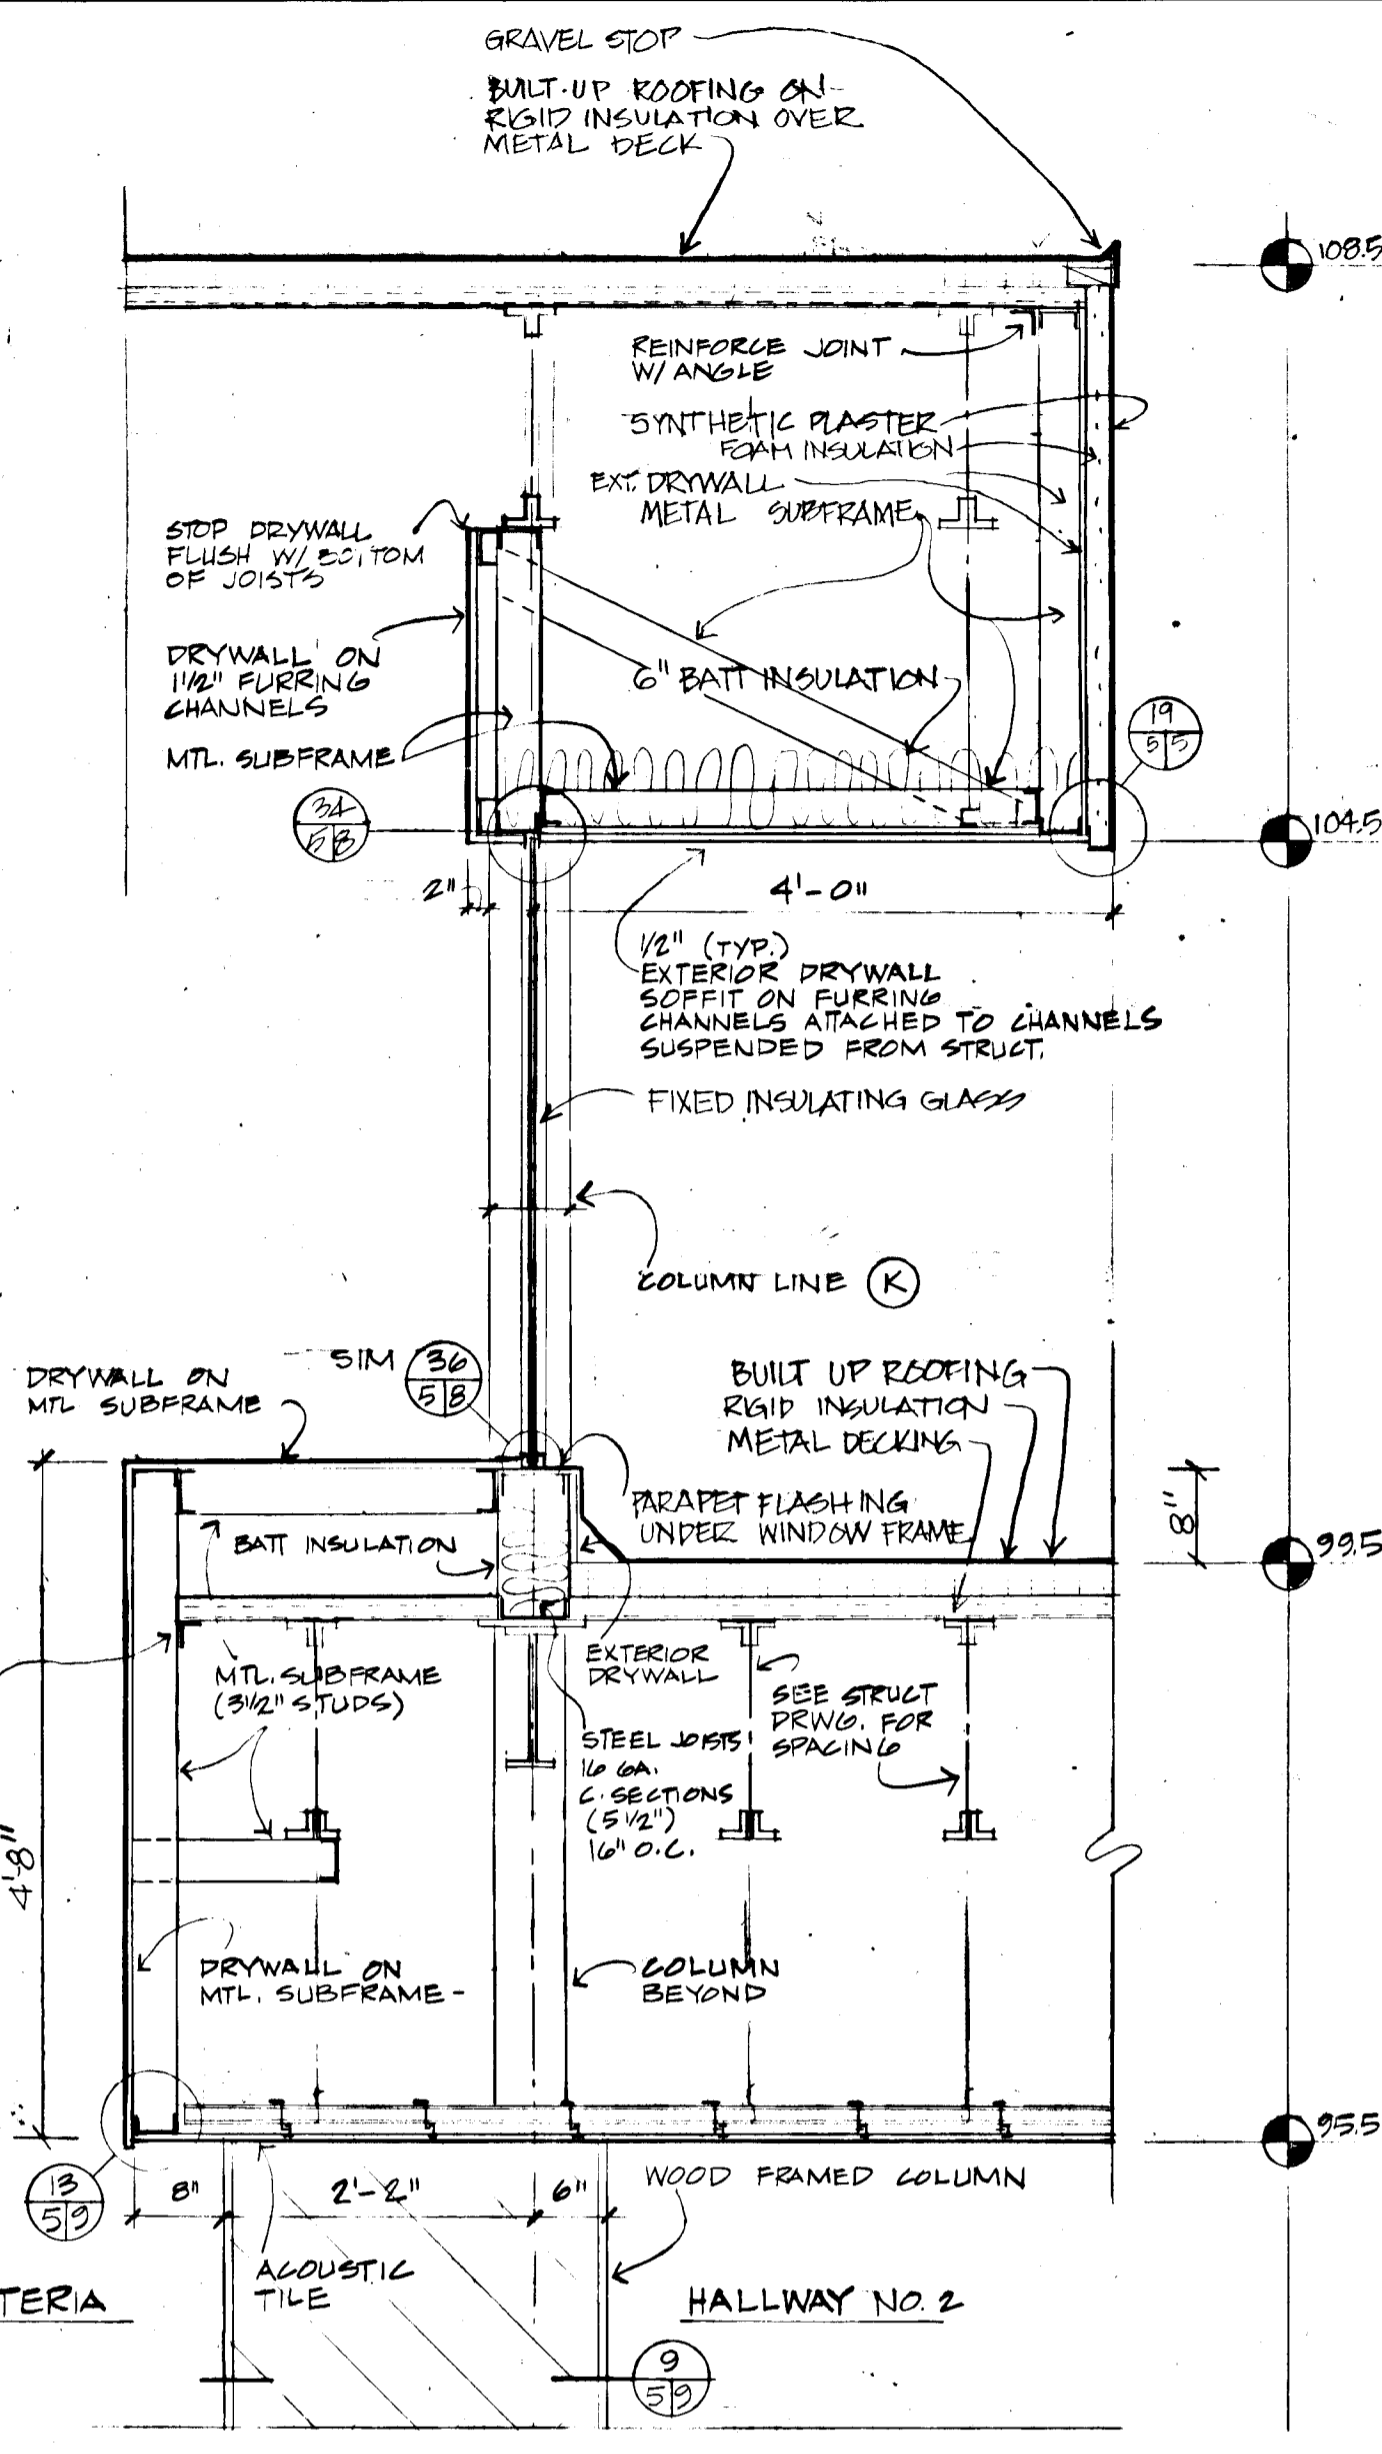 GRAVEL STOP
BUILT-UP ROOFING ON
RIGID INSULATION OVER
METAL DECK
108.5
REINFORCE JOINT
W/ ANGLE
SYNTHETIC PLASTER
FOAM INSULATION
EXT. DRYWALL
METAL SUBFRAME
STOP DRYWALL
FLUSH W/ BOTTOM
OF JOISTS
DRYWALL ON
1 1/2" FURRING
CHANNELS
6" BATT INSULATION
MTL. SUBFRAME
19
5 5
34
5 8
104.5
2"
4'-0"
1/2" (TYP.)
EXTERIOR DRYWALL
SOFFIT ON FURRING
CHANNELS ATTACHED TO CHANNELS
SUSPENDED FROM STRUCT.
FIXED INSULATING GLASS
COLUMN LINE K
SIM 36
5 8
DRYWALL ON
MTL SUBFRAME
BUILT UP ROOFING
RIGID INSULATION
METAL DECKING
PARAPET FLASHING
UNDER WINDOW FRAME
8"
99.5
BATT INSULATION
EXTERIOR
DRYWALL
MTL. SUBFRAME
(3 1/2" STUDS)
SEE STRUCT
DRWG. FOR
SPACING
STEEL JOISTS
16 GA.
C. SECTIONS
(5 1/2")
16" O.C.
4'-8"
DRYWALL ON
MTL. SUBFRAME -
COLUMN
BEYOND
95.5
13
5 9
8"
2'-2"
6"
WOOD FRAMED COLUMN
ACOUSTIC
TILE
TERIA
HALLWAY NO. 2
9
5 9